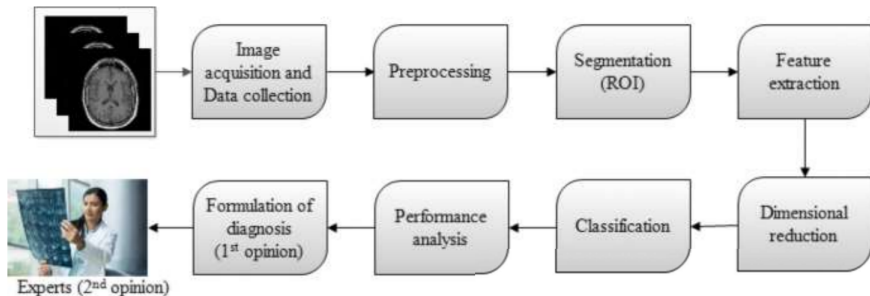 Image
acquisition and
Data collection
Preprocessing
Segmentation
(ROI)
Feature
extraction
Dimensional
reduction
Classification
Performance
analysis
Formulation of
diagnosis
(1st opinion)
Experts (2nd opinion)